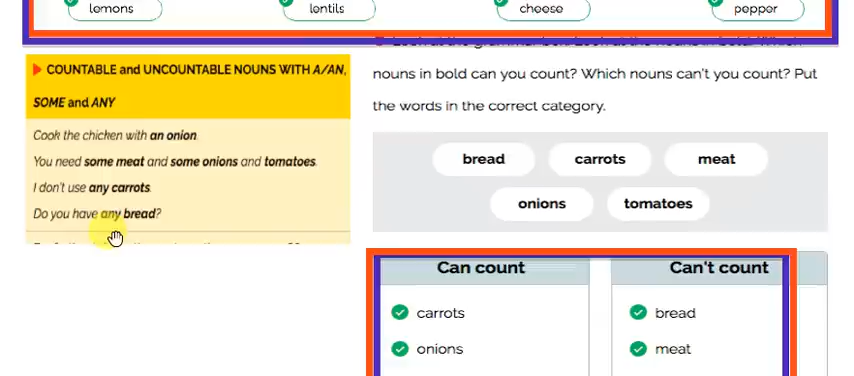 lemons
lentils
cheese
pepper
COUNTABLE and UNCOUNTABLE NOUNS WITH A/AN,
SOME and ANY
Cook the chicken with an onion.
You need some meat and some onions and tomatoes.
I don't use any carrots.
Do you have any bread?
nouns in bold can you count? Which nouns can't you count? Put
the words in the correct category.
bread
carrots
meat
onions
tomatoes
Can count
Can't count
carrots
bread
onions
meat